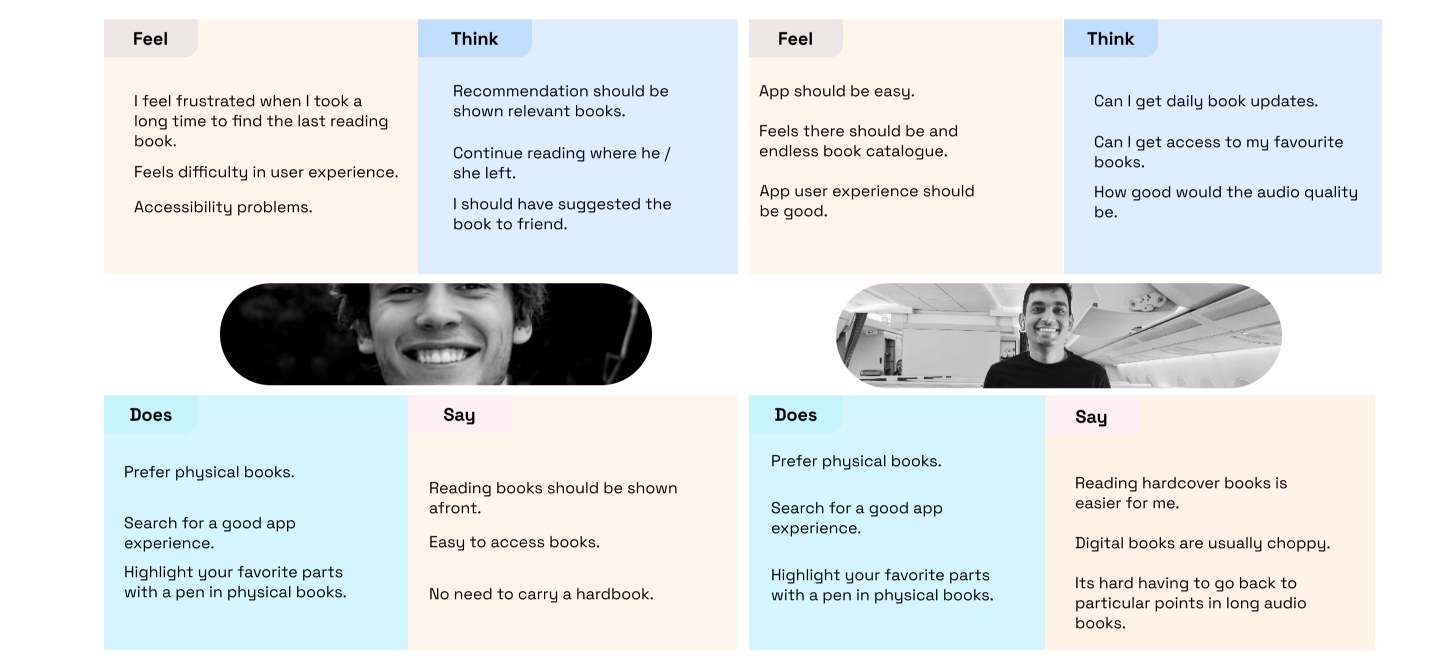 Feel
I feel frustrated when I took a
long time to find the last reading
book.
Feels difficulty in user experience.
Accessibility problems.
Think
Recommendation should be
shown relevant books.
Continue reading where he /
she left.
I should have suggested the
book to friend.
Feel
App should be easy.
Feels there should be and
endless book catalogue.
App user experience should
be good.
Think
Can I get daily book updates.
Can I get access to my favourite
books.
How good would the audio quality
be.
Does
Prefer physical books.
Search for a good app
experience.
Highlight your favorite parts
with a pen in physical books.
Say
Reading books should be shown
afront.
Easy to access books.
No need to carry a hardbook.
Does
Prefer physical books.
Search for a good app
experience.
Highlight your favorite parts
with a pen in physical books.
Say
Reading hardcover books is
easier for me.
Digital books are usually choppy.
Its hard having to go back to
particular points in long audio
books.